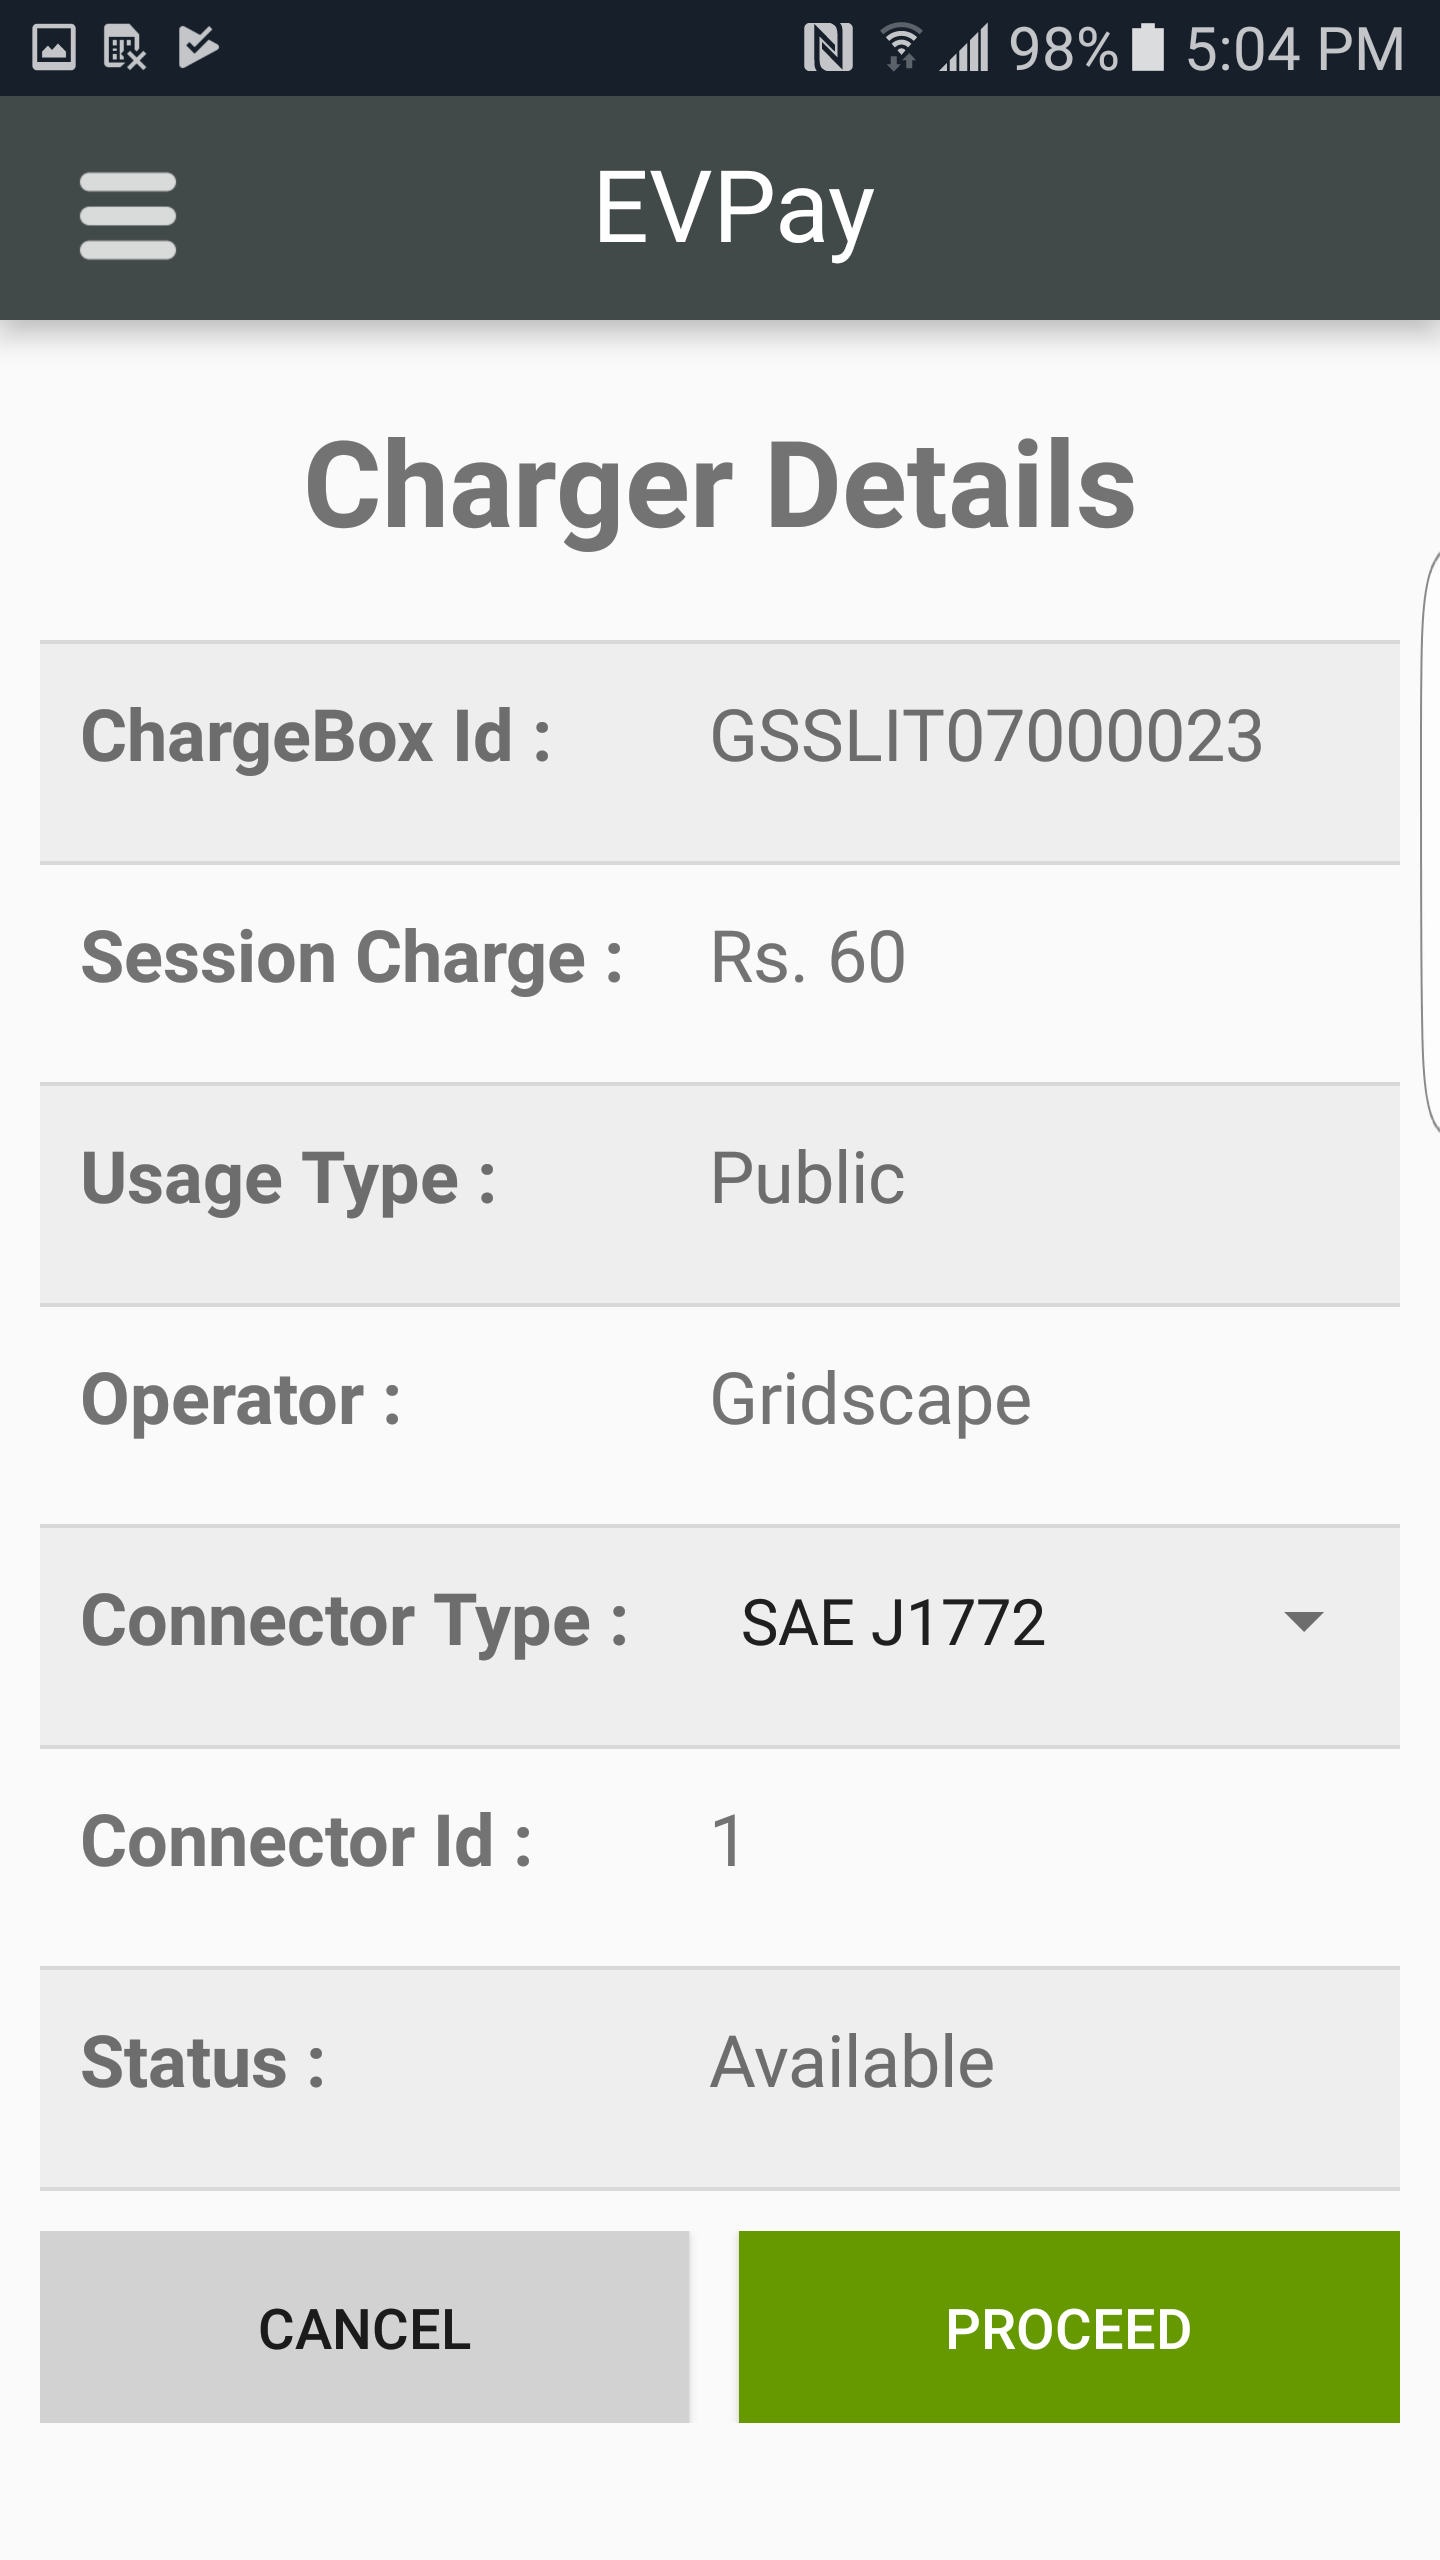 98% 5:04 PM
EVPay
Charger Details
ChargeBox Id : GSSLIT07000023
Session Charge : Rs. 60
Usage Type : Public
Operator : Gridscape
Connector Type : SAE J1772
Connector Id : 1
Status : Available
CANCEL PROCEED